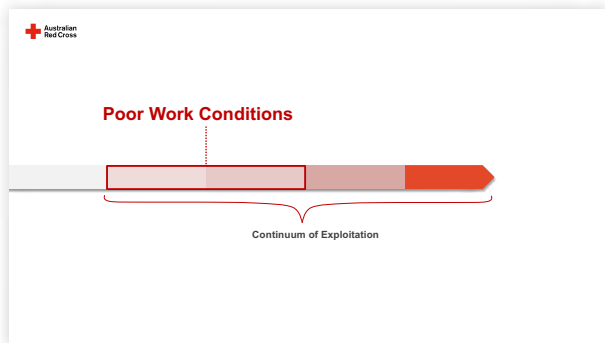 Australian
Red Cross
Poor Work Conditions
Continuum of Exploitation